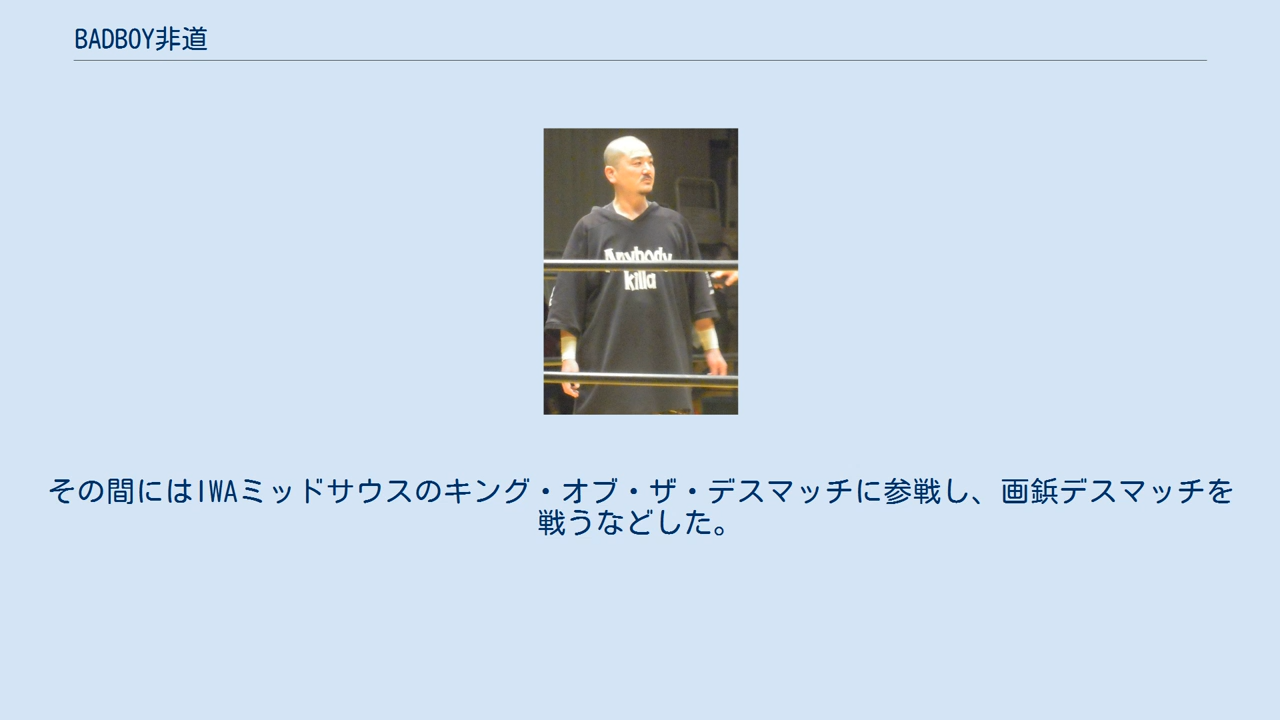 BADBOY非道
Anybody
killa
その間にはIWAミッドサウスのキング・オブ・ザ・デスマッチに参戦し、画鋲デスマッチを
戦うなどした。